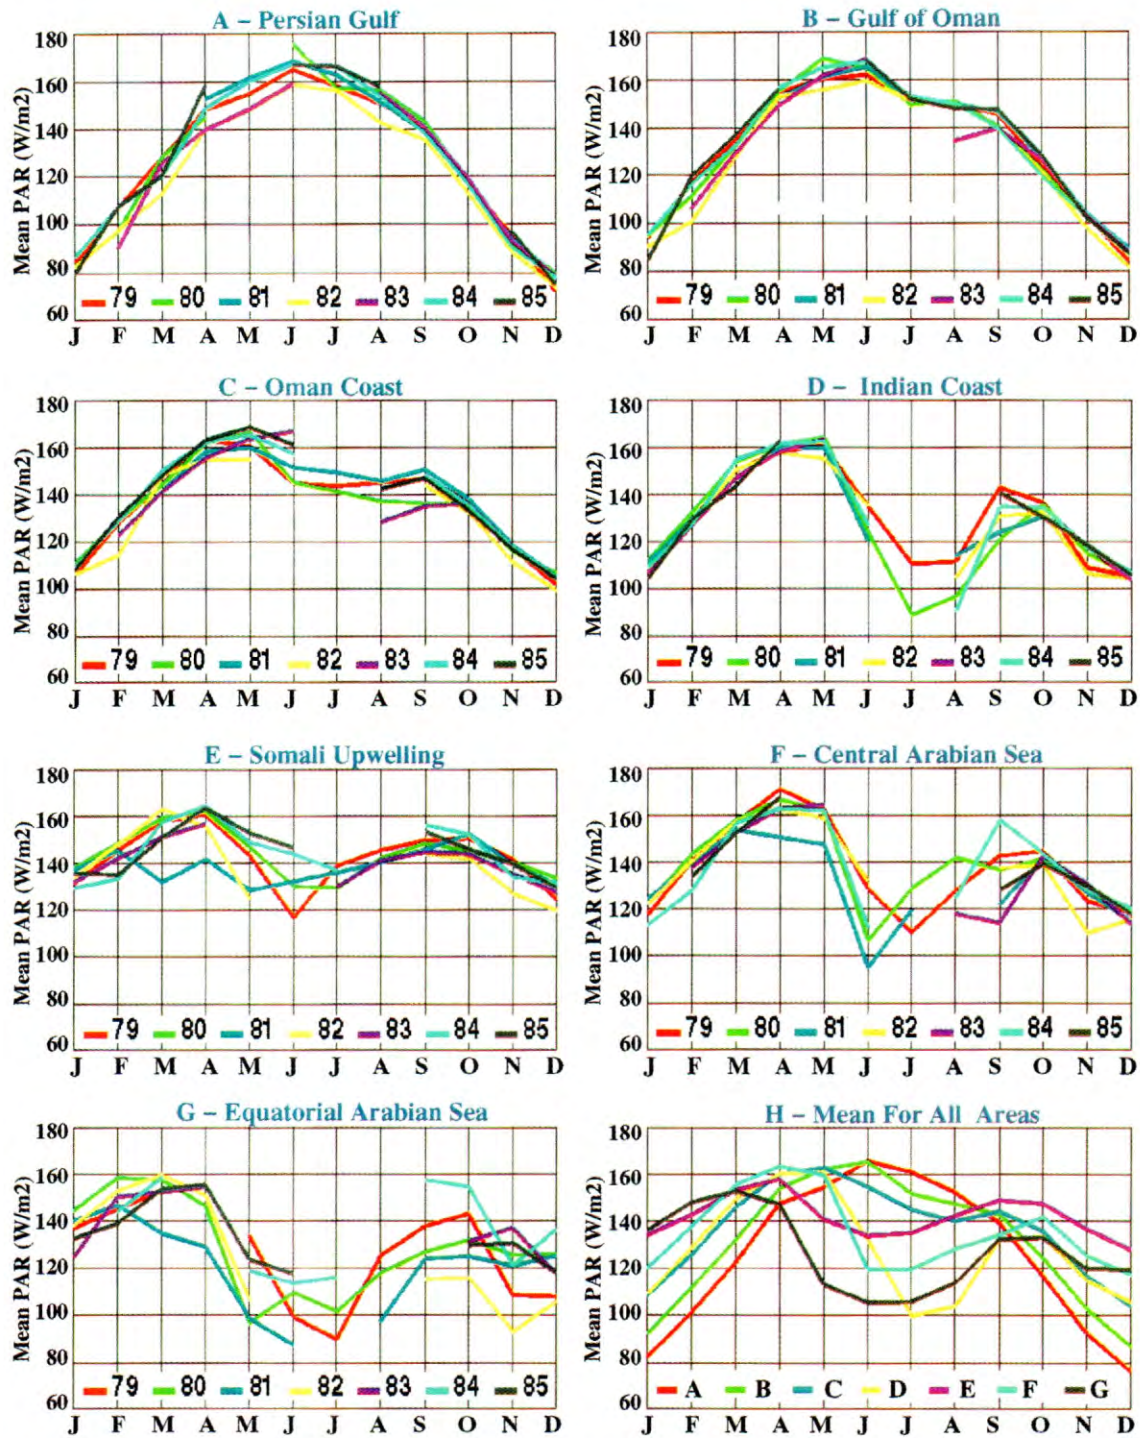 A – Persian Gulf
Mean PAR (W/m2)
180
160
140
120
100
80
60
79 80 81 82 83 84 85
J F M A M J J A S O N D
B – Gulf of Oman
Mean PAR (W/m2)
180
160
140
120
100
80
60
79 80 81 82 83 84 85
J F M A M J J A S O N D
C – Oman Coast
Mean PAR (W/m2)
180
160
140
120
100
80
60
79 80 81 82 83 84 85
J F M A M J J A S O N D
D – Indian Coast
Mean PAR (W/m2)
180
160
140
120
100
80
60
79 80 81 82 83 84 85
J F M A M J J A S O N D
E – Somali Upwelling
Mean PAR (W/m2)
180
160
140
120
100
80
60
79 80 81 82 83 84 85
J F M A M J J A S O N D
F – Central Arabian Sea
Mean PAR (W/m2)
180
160
140
120
100
80
60
79 80 81 82 83 84 85
J F M A M J J A S O N D
G – Equatorial Arabian Sea
Mean PAR (W/m2)
180
160
140
120
100
80
60
79 80 81 82 83 84 85
J F M A M J J A S O N D
H – Mean For All Areas
Mean PAR (W/m2)
180
160
140
120
100
80
60
A B C D E F G
J F M A M J J A S O N D